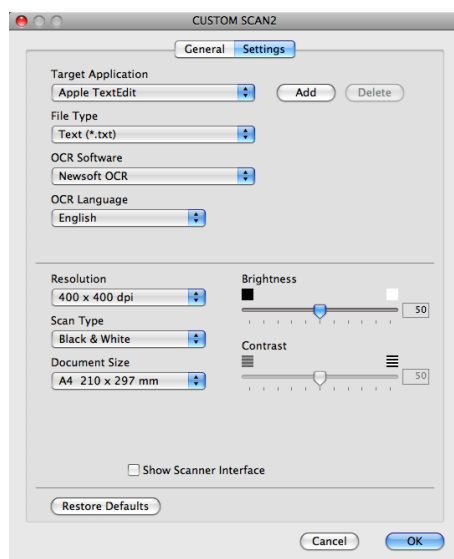 CUSTOM SCAN2
General Settings
Target Application
Apple TextEdit Add Delete
File Type
Text (*.txt)
OCR Software
Newsoft OCR
OCR Language
English
Resolution
400 x 400 dpi
Scan Type
Black & White
Document Size
A4 210 x 297 mm
Brightness
50
Contrast
50
Show Scanner Interface
Restore Defaults
Cancel OK